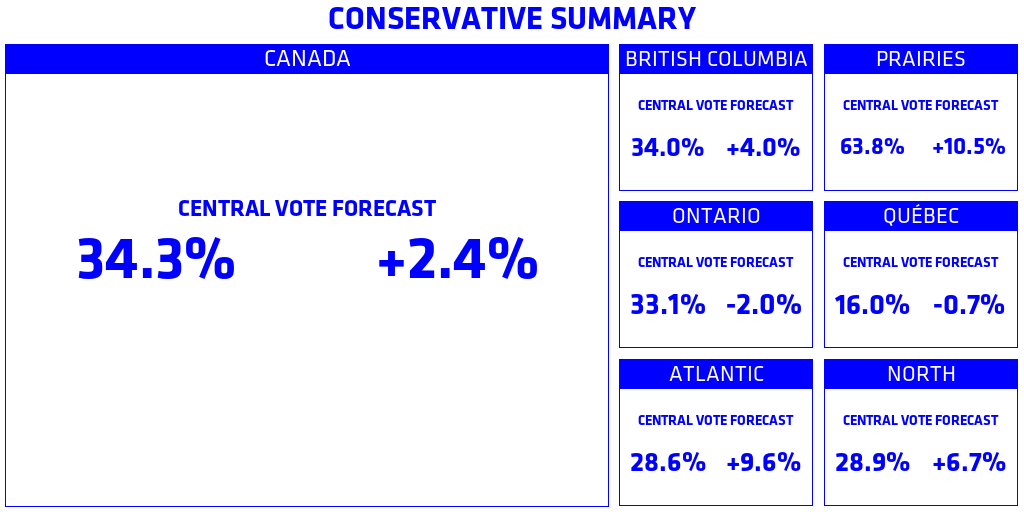 CONSERVATIVE SUMMARY
CANADA
CENTRAL VOTE FORECAST
34.3% +2.4%
BRITISH COLUMBIA
CENTRAL VOTE FORECAST
34.0% +4.0%
PRAIRIES
CENTRAL VOTE FORECAST
63.8% +10.5%
ONTARIO
CENTRAL VOTE FORECAST
33.1% -2.0%
QUÉBEC
CENTRAL VOTE FORECAST
16.0% -0.7%
ATLANTIC
CENTRAL VOTE FORECAST
28.6% +9.6%
NORTH
CENTRAL VOTE FORECAST
28.9% +6.7%